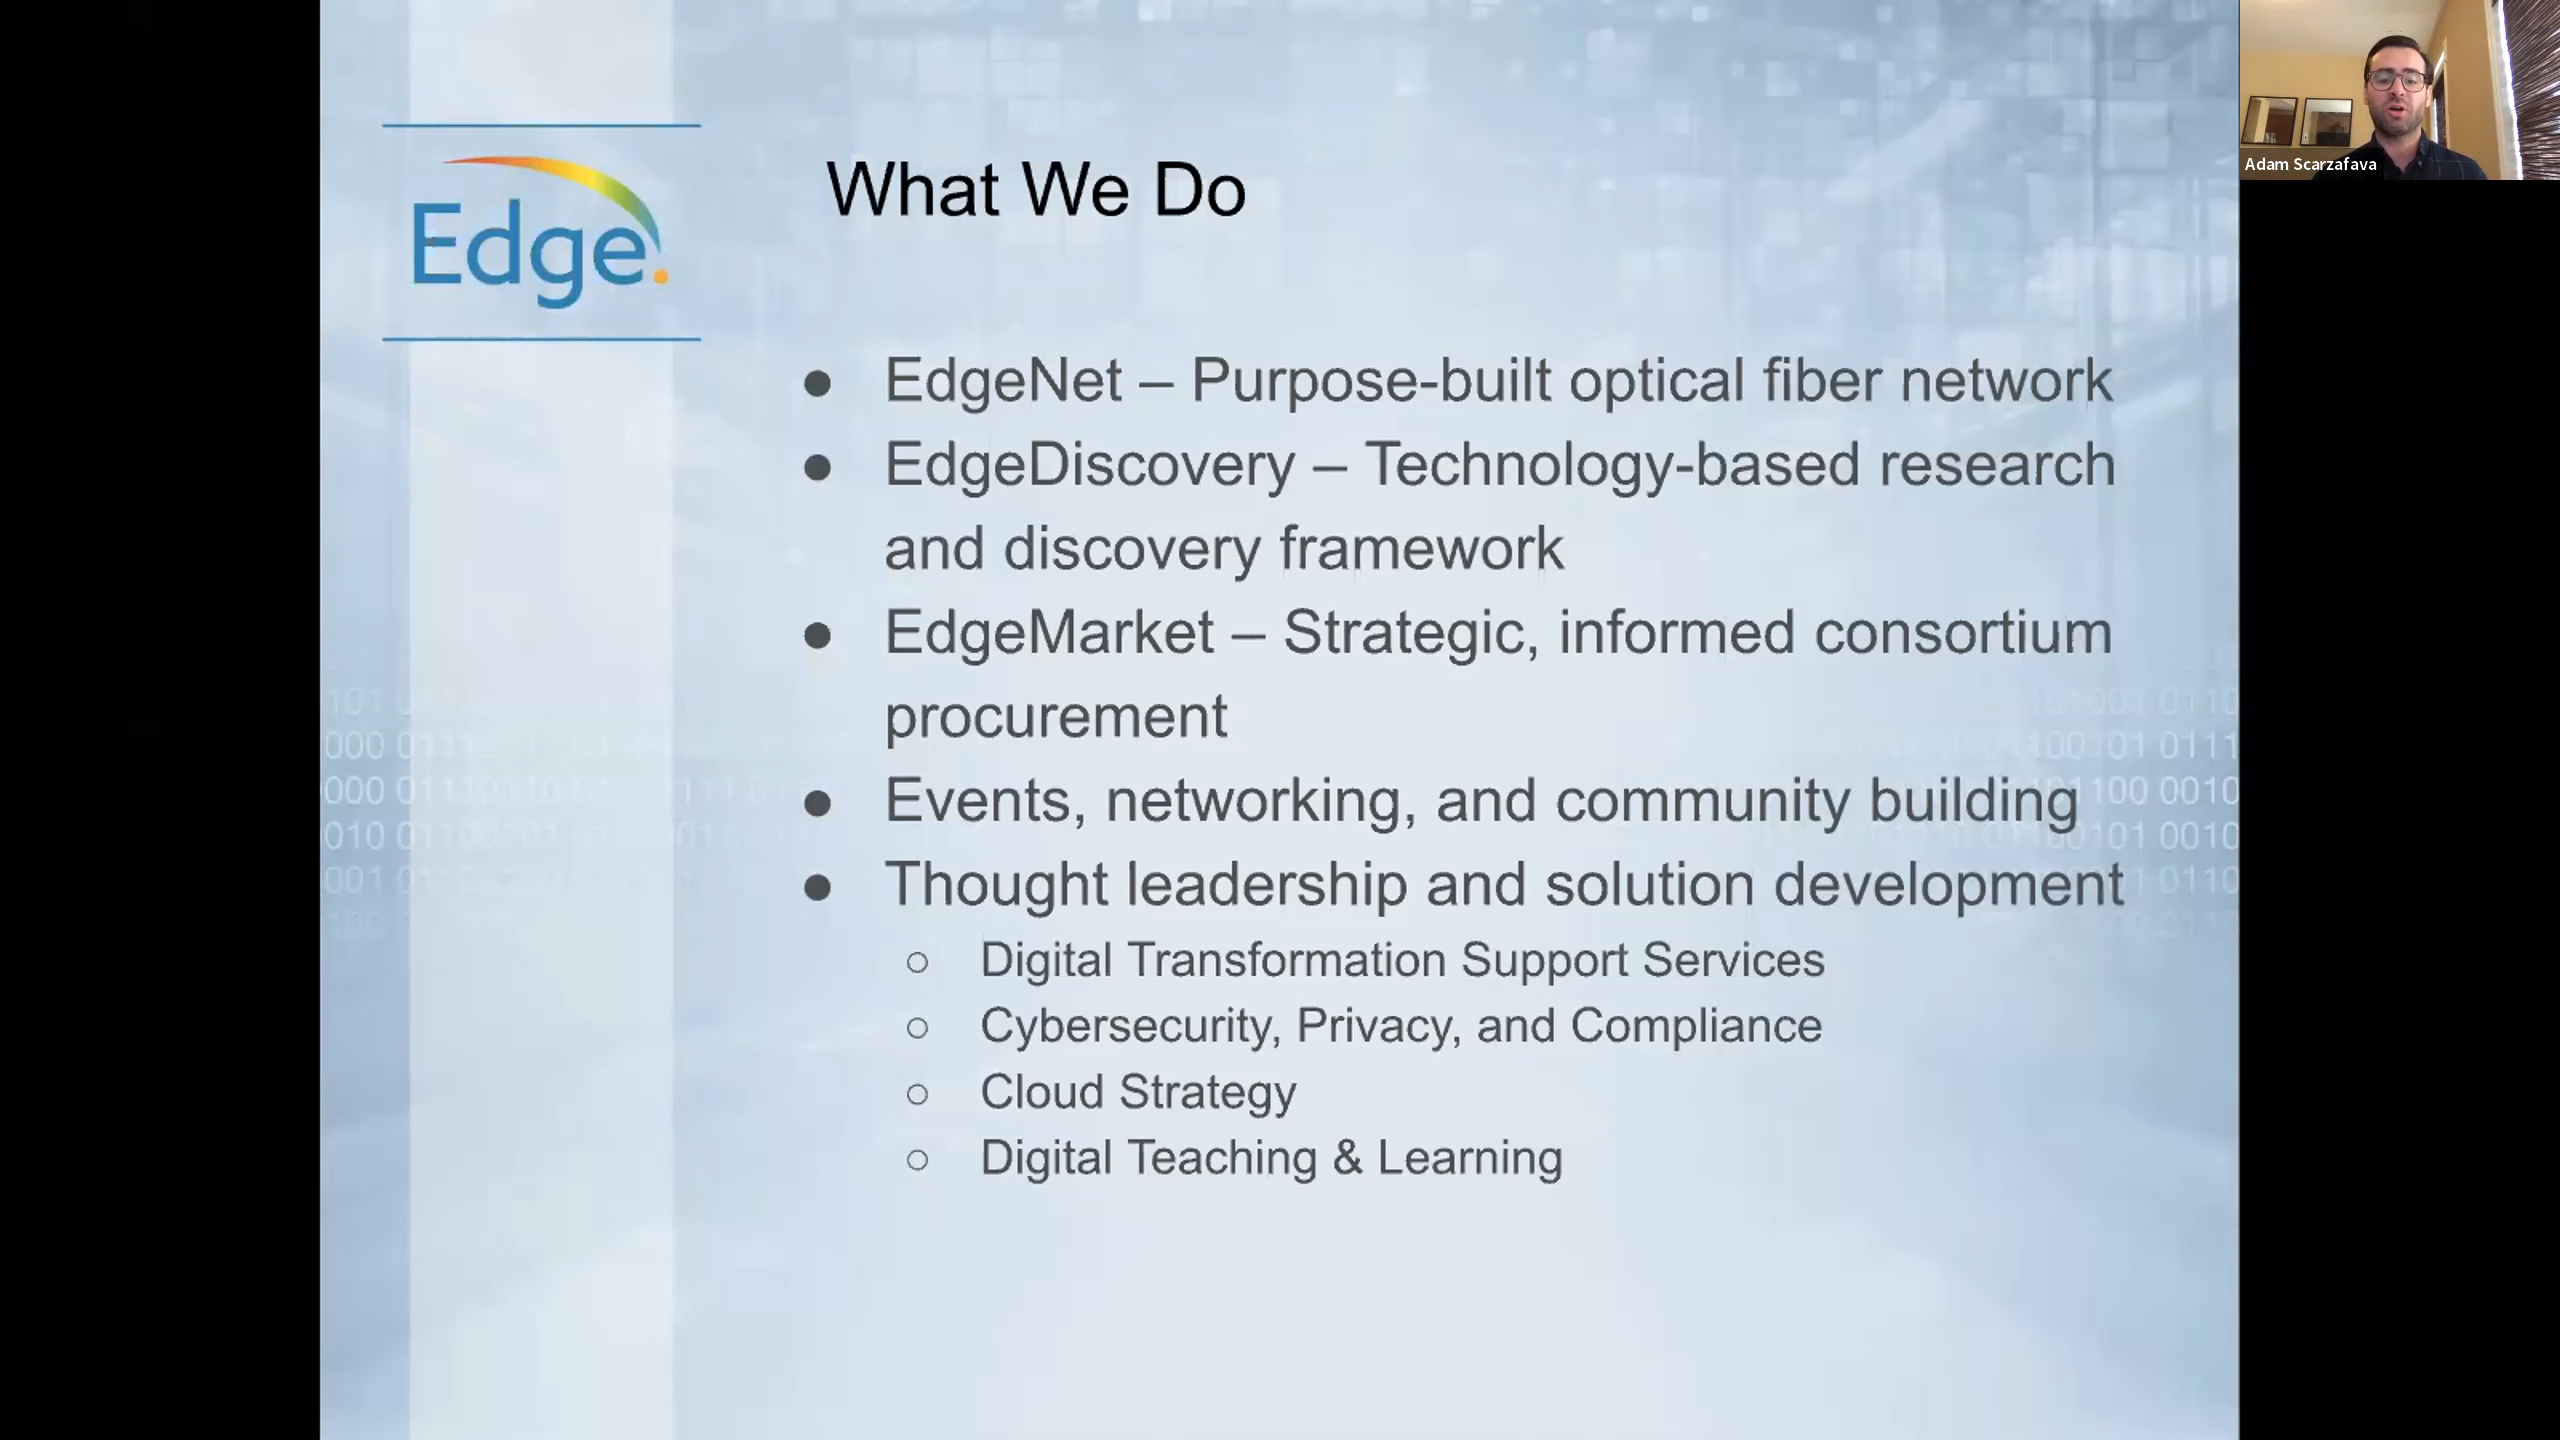 Edge.
What We Do
● EdgeNet – Purpose-built optical fiber network
● EdgeDiscovery – Technology-based research
and discovery framework
● EdgeMarket – Strategic, informed consortium
procurement
● Events, networking, and community building
● Thought leadership and solution development
○ Digital Transformation Support Services
○ Cybersecurity, Privacy, and Compliance
○ Cloud Strategy
○ Digital Teaching & Learning
Adam Scarzafava